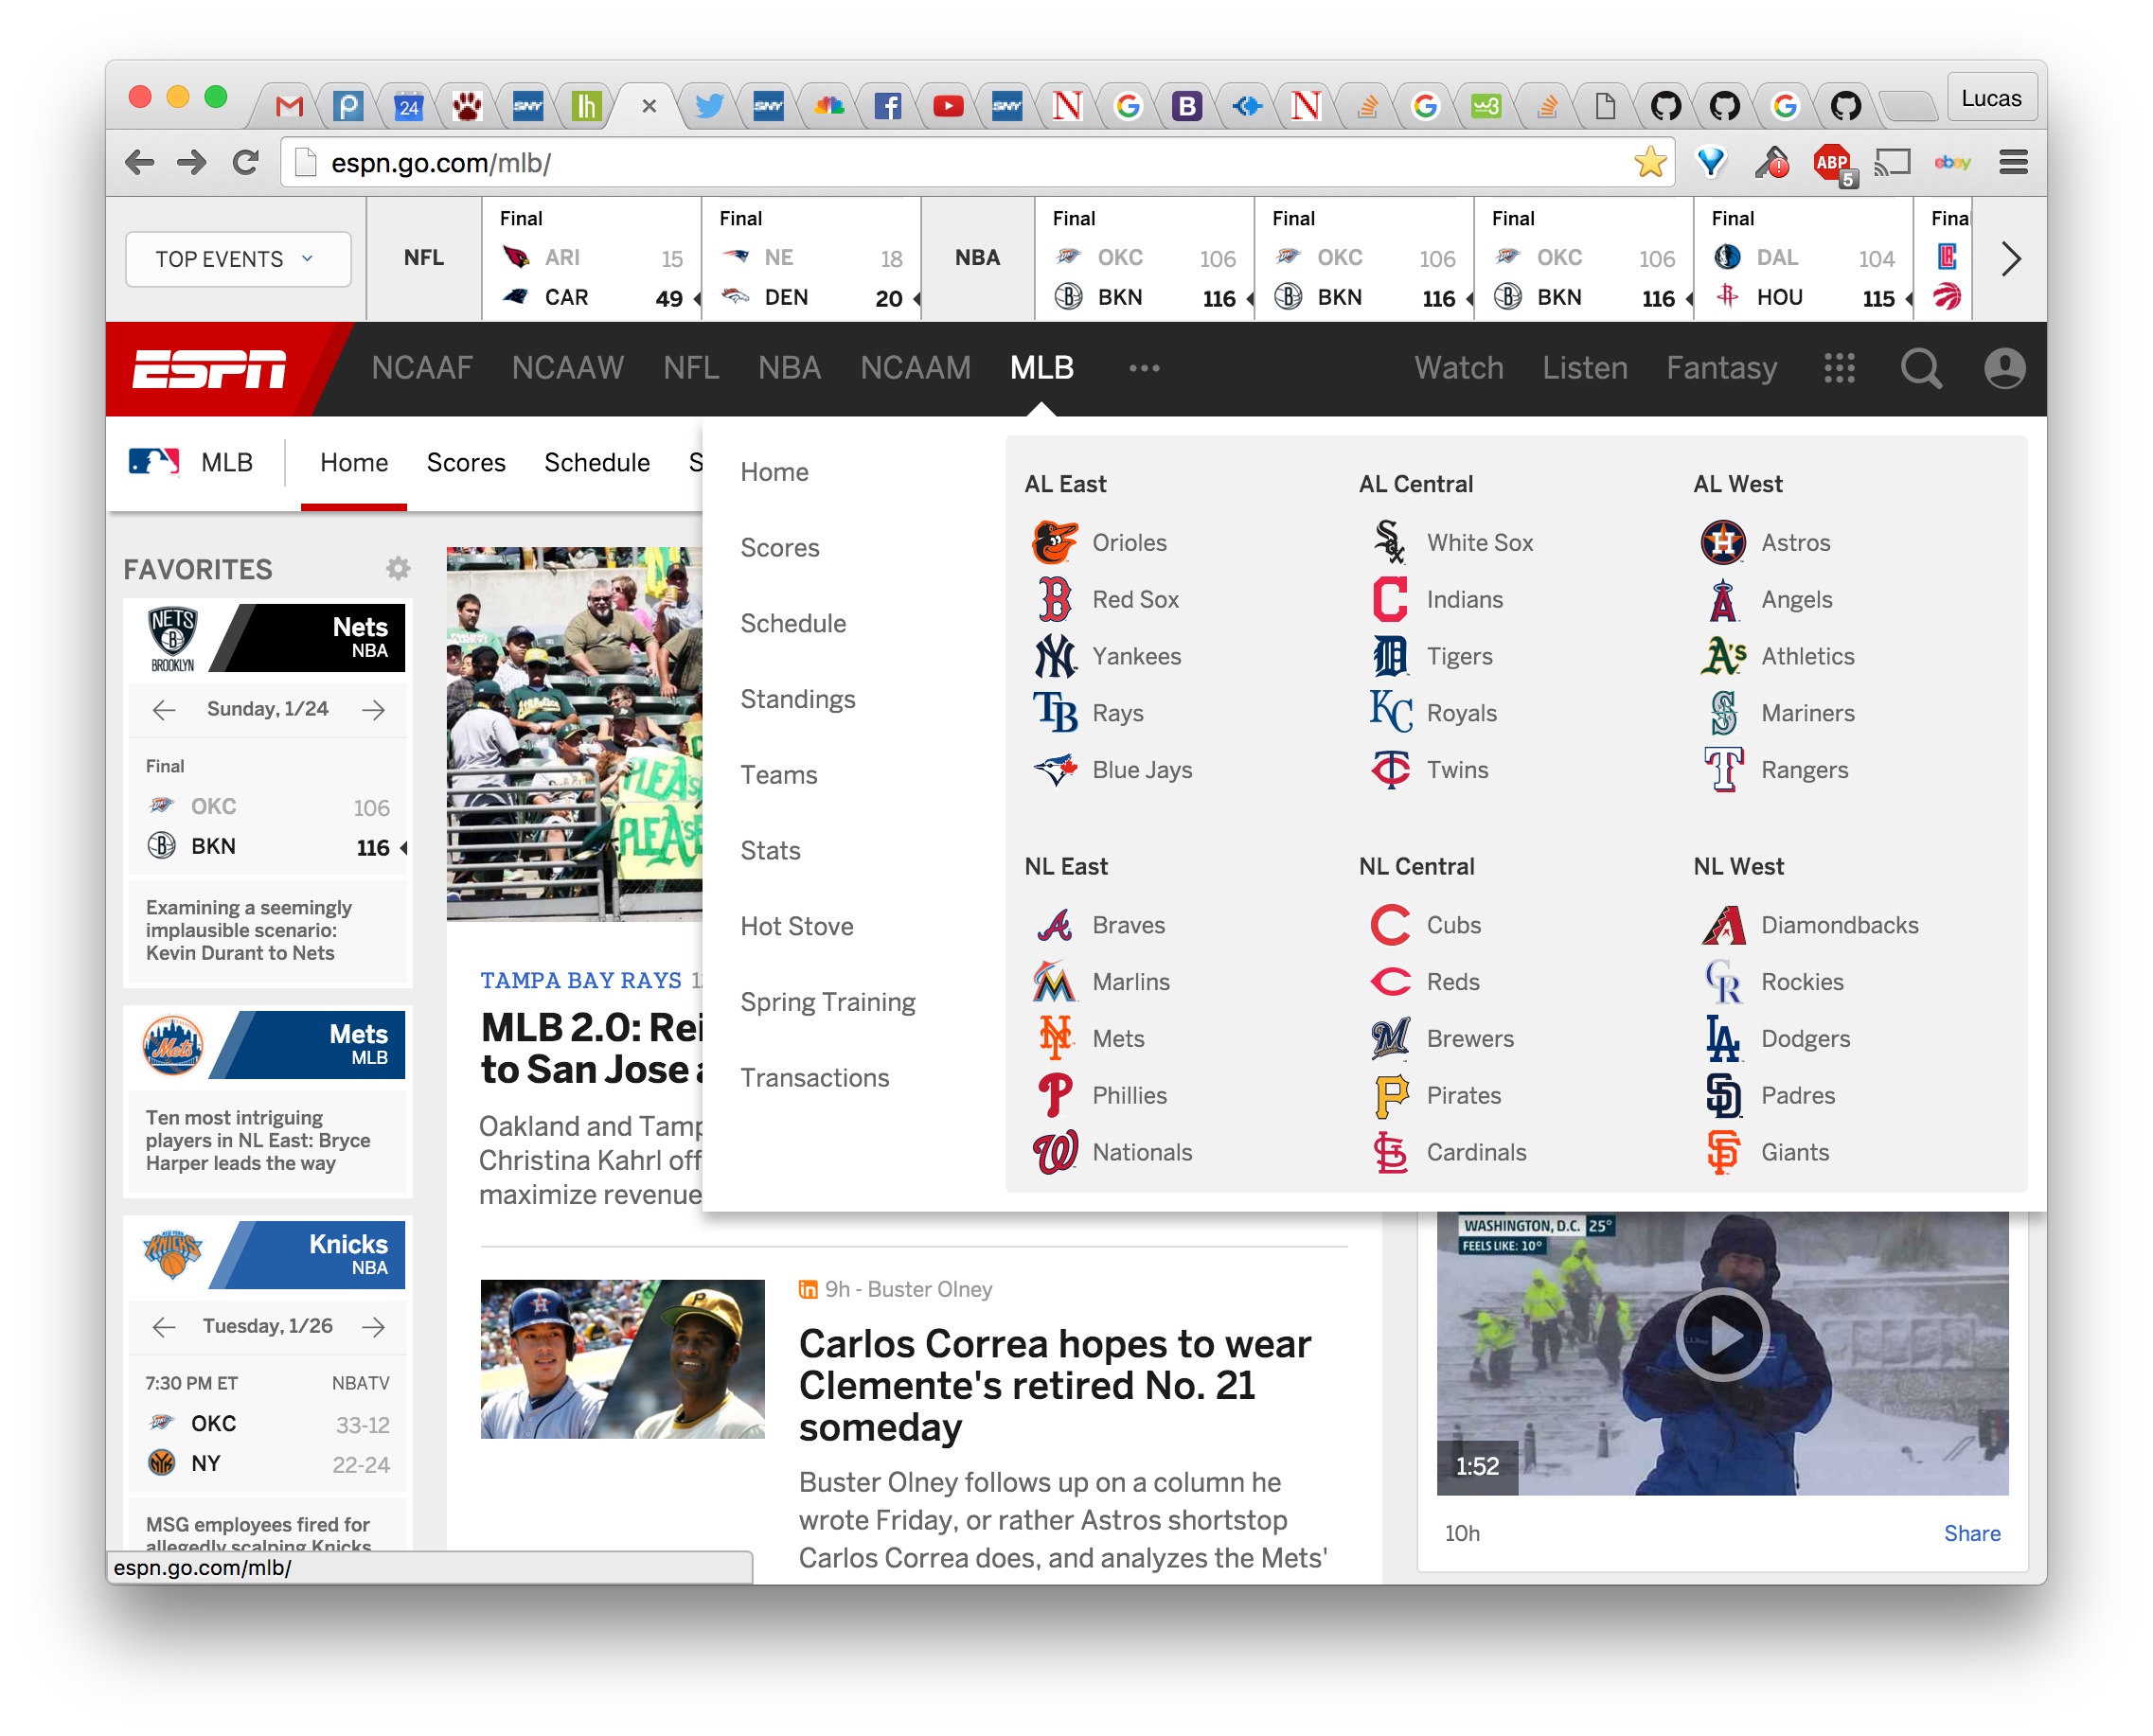 Lucas
espn.go.com/mlb/
ABP
5
ebay
TOP EVENTS
NFL
Final
ARI 15
CAR 49
Final
NE 18
DEN 20
NBA
Final
OKC 106
BKN 116
Final
OKC 106
BKN 116
Final
OKC 106
BKN 116
Final
DAL 104
HOU 115
Final
ESPN
NCAAF NCAAW NFL NBA NCAAM MLB ... Watch Listen Fantasy
MLB Home Scores Schedule S
Home
Scores
Schedule
Standings
Teams
Stats
Hot Stove
Spring Training
Transactions
AL East
Orioles
Red Sox
Yankees
Rays
Blue Jays
AL Central
White Sox
Indians
Tigers
Royals
Twins
AL West
Astros
Angels
Athletics
Mariners
Rangers
NL East
Braves
Marlins
Mets
Phillies
Nationals
NL Central
Cubs
Reds
Brewers
Pirates
Cardinals
NL West
Diamondbacks
Rockies
Dodgers
Padres
Giants
FAVORITES
NETS
B
BROOKLYN
Nets
NBA
Sunday, 1/24
Final
OKC 106
BKN 116
Examining a seemingly
implausible scenario:
Kevin Durant to Nets
Mets
Mets
MLB
Ten most intriguing
players in NL East: Bryce
Harper leads the way
KNICKS
Knicks
NBA
Tuesday, 1/26
7:30 PM ET NBATV
OKC 33-12
NY 22-24
MSG employees fired for
allegedly scalping Knicks
espn.go.com/mlb/
PLEA's
PLEA'se
TAMPA BAY RAYS 1
MLB 2.0: Rei
to San Jose a
Oakland and Tamp
Christina Kahrl off
maximize revenue
9h - Buster Olney
Carlos Correa hopes to wear
Clemente's retired No. 21
someday
Buster Olney follows up on a column he
wrote Friday, or rather Astros shortstop
Carlos Correa does, and analyzes the Mets'
WASHINGTON, D.C. 25°
FEELS LIKE: 10°
1:52
10h Share